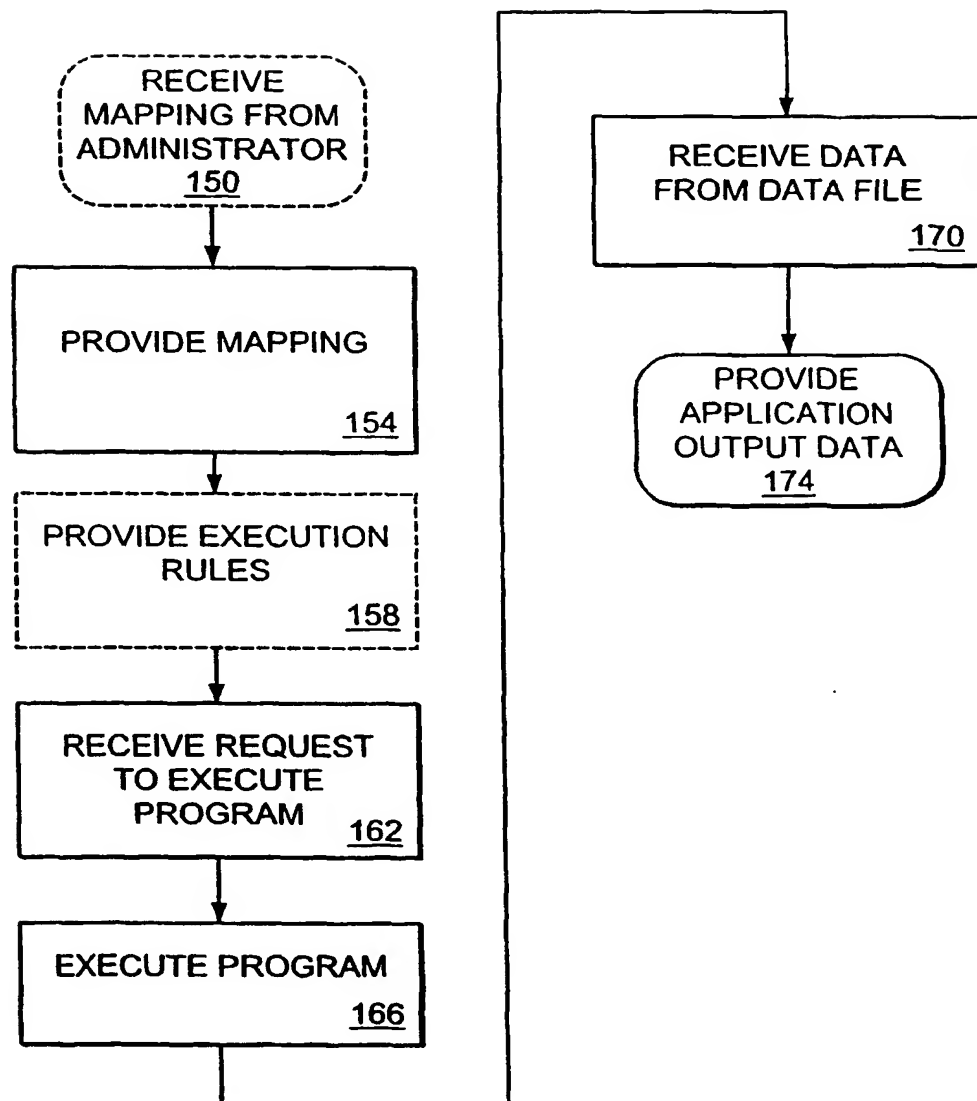 RECEIVE
MAPPING FROM
ADMINISTRATOR
150
PROVIDE MAPPING
154
PROVIDE EXECUTION
RULES
158
RECEIVE REQUEST
TO EXECUTE
PROGRAM
162
EXECUTE PROGRAM
166
RECEIVE DATA
FROM DATA FILE
170
PROVIDE
APPLICATION
OUTPUT DATA
174